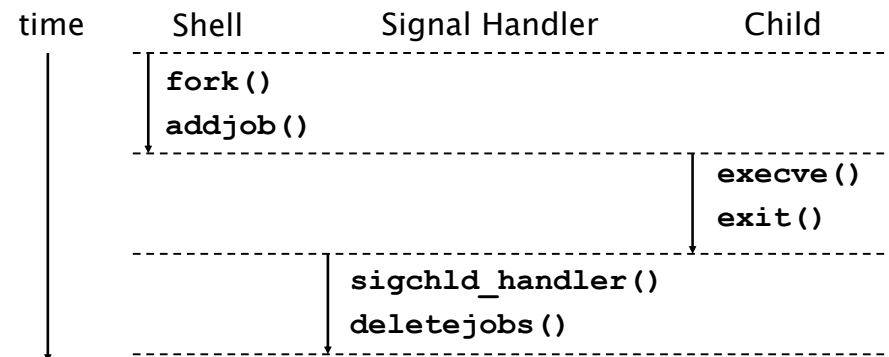 time Shell Signal Handler Child
fork()
addjob()
execve()
exit()
sigchld_handler()
deletejobs()